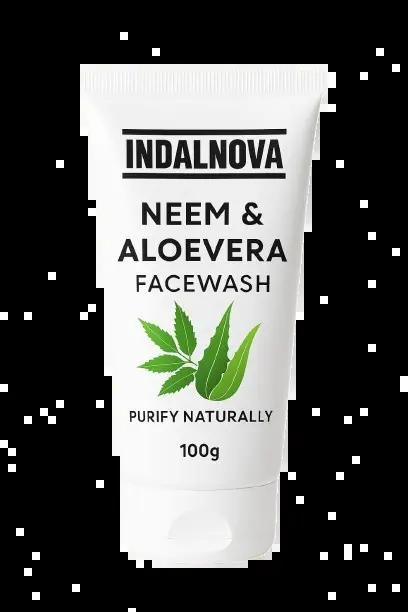 INDALNOVA
NEEM &
ALOEVERA
FACEWASH
PURIFY NATURALLY
100g